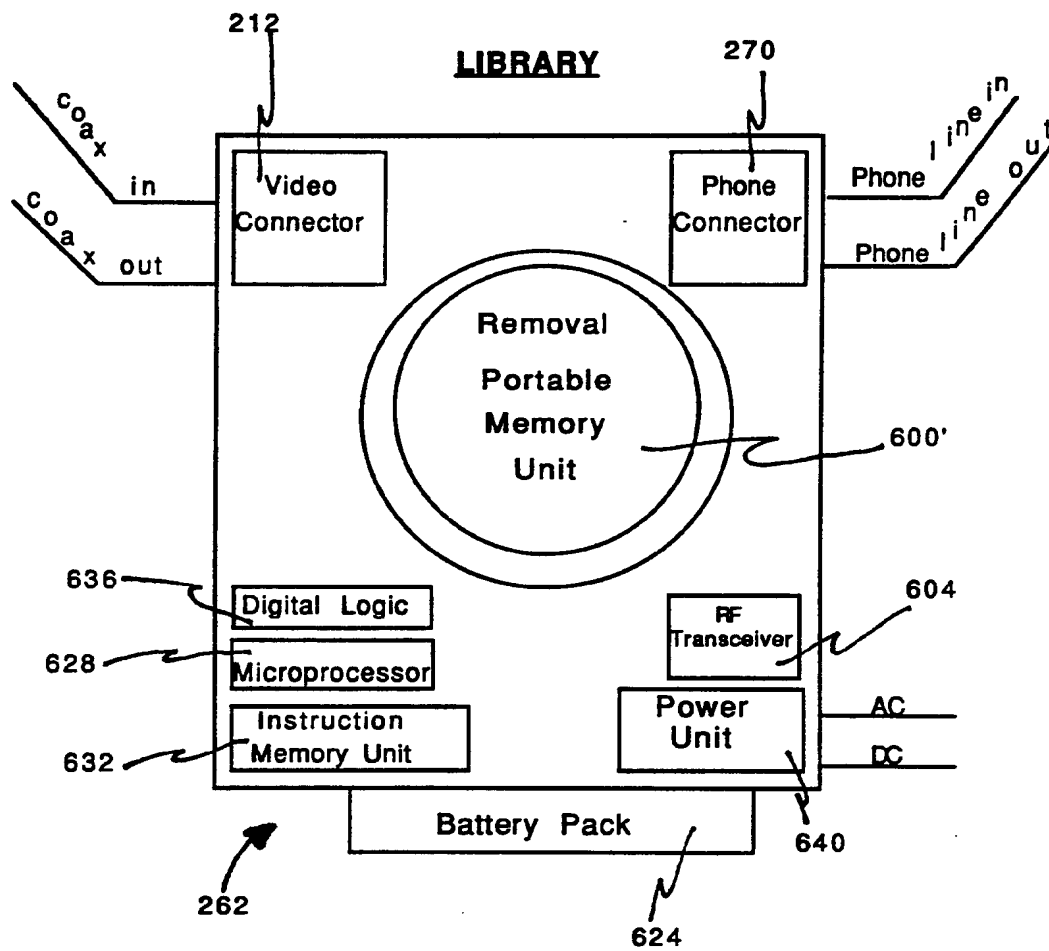 212
LIBRARY
270
coax in
coax out
Video
Connector
Phone
Connector
Phone line in
Phone line out
Removal
Portable
Memory
Unit
600'
636
Digital Logic
628
Microprocessor
632
Instruction
Memory Unit
RF
Transceiver
604
Power
Unit
AC
DC
Battery Pack
640
262
624